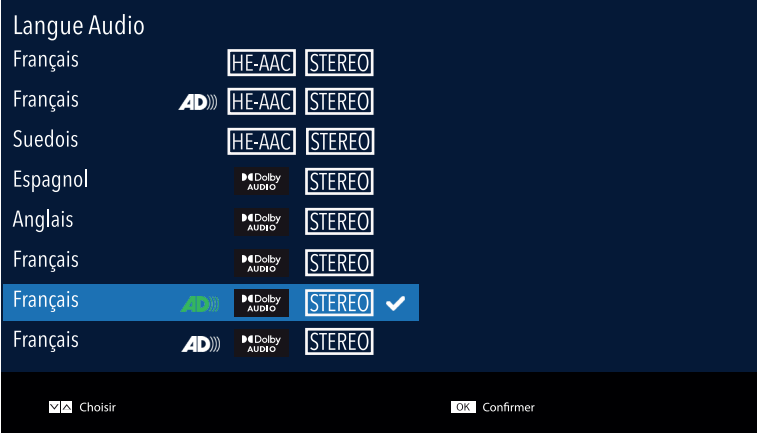 Langue Audio
Français HE-AAC STEREO
Français AD HE-AAC STEREO
Suedois HE-AAC STEREO
Espagnol Dolby AUDIO STEREO
Anglais Dolby AUDIO STEREO
Français Dolby AUDIO STEREO
Français AD Dolby AUDIO STEREO
Français AD Dolby AUDIO STEREO
Choisir OK Confirmer